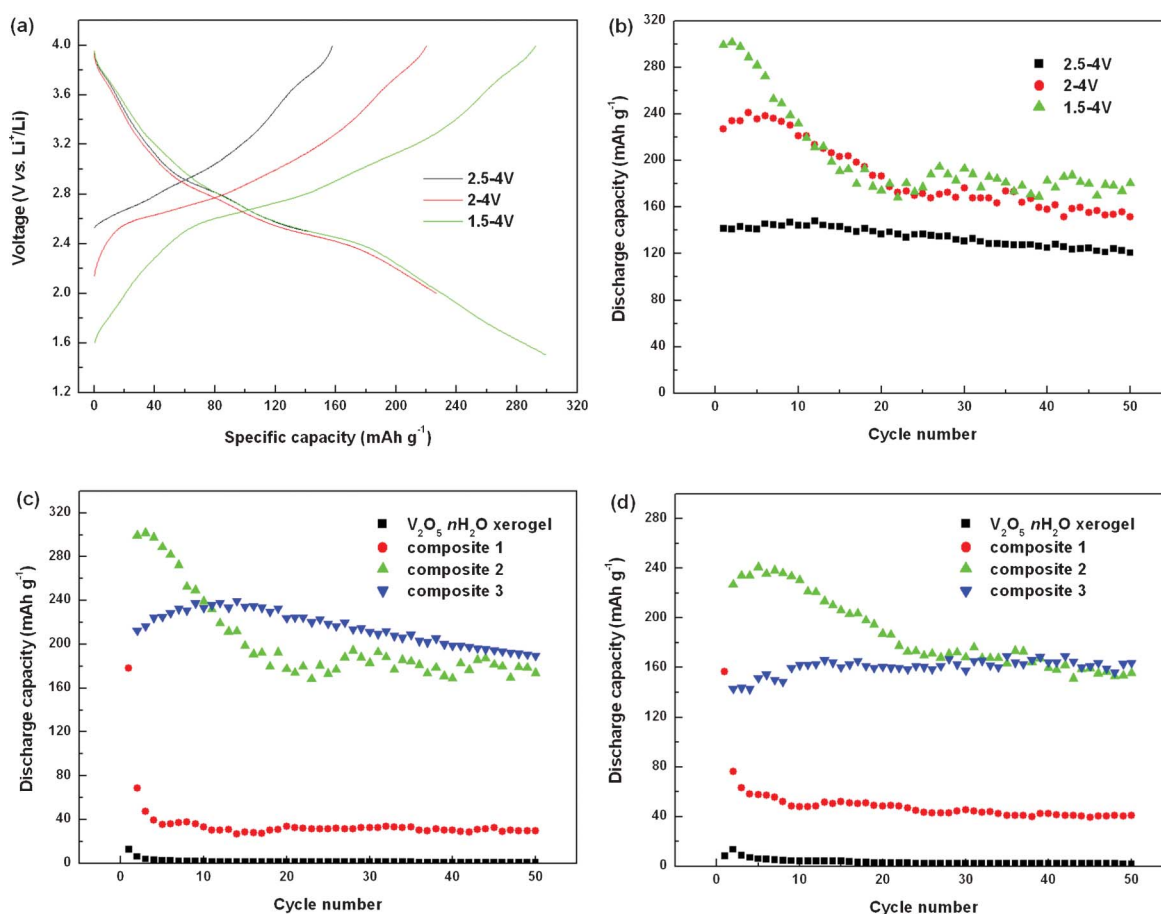 (a)
4.0
3.6
3.2
2.8
2.4
2.0
1.6
1.2
Voltage (V vs. Li⁺/Li)
2.5-4V
2-4V
1.5-4V
0 40 80 120 160 200 240 280 320
Specific capacity (mAh g⁻¹)
(b)
320
280
240
200
160
120
80
40
0
Discharge capacity (mAh g⁻¹)
2.5-4V
2-4V
1.5-4V
0 10 20 30 40 50
Cycle number
(c)
320
280
240
200
160
120
80
40
0
Discharge capacity (mAh g⁻¹)
V₂O₅ nH₂O xerogel
composite 1
composite 2
composite 3
0 10 20 30 40 50
Cycle number
(d)
280
240
200
160
120
80
40
0
Discharge capacity (mAh g⁻¹)
V₂O₅ nH₂O xerogel
composite 1
composite 2
composite 3
0 10 20 30 40 50
Cycle number